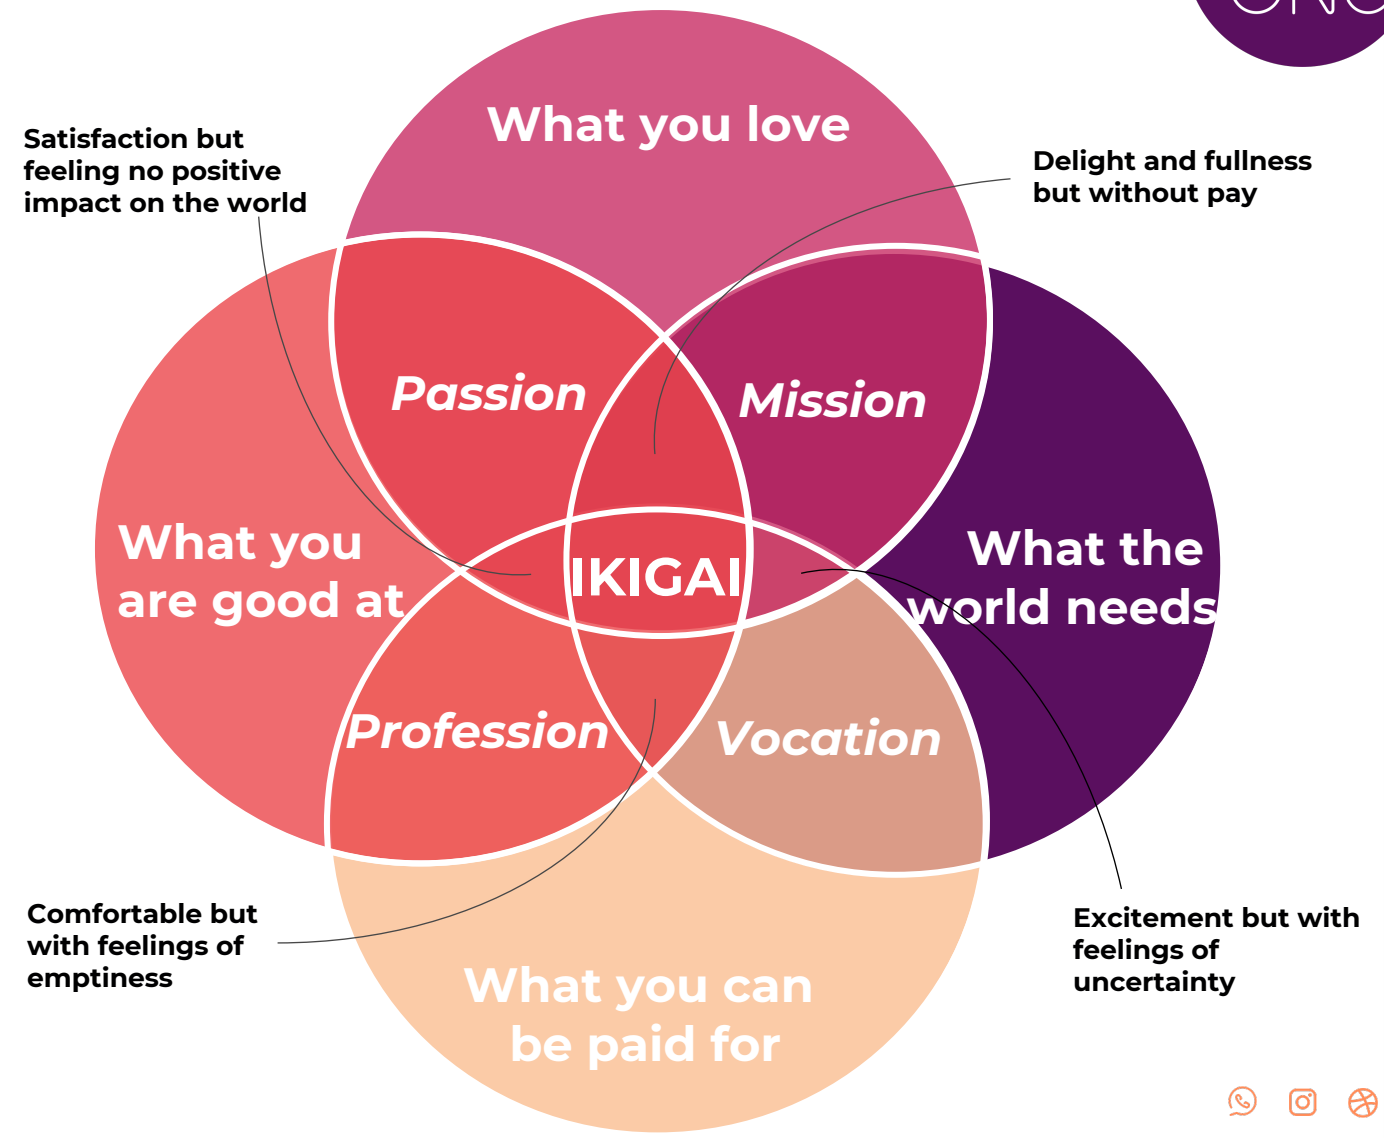 What you love
Satisfaction but
feeling no positive
impact on the world
Delight and fullness
but without pay
Passion
Mission
What you
are good at
IKIGAI
What the
world needs
Profession
Vocation
Comfortable but
with feelings of
emptiness
Excitement but with
feelings of
uncertainty
What you can
be paid for